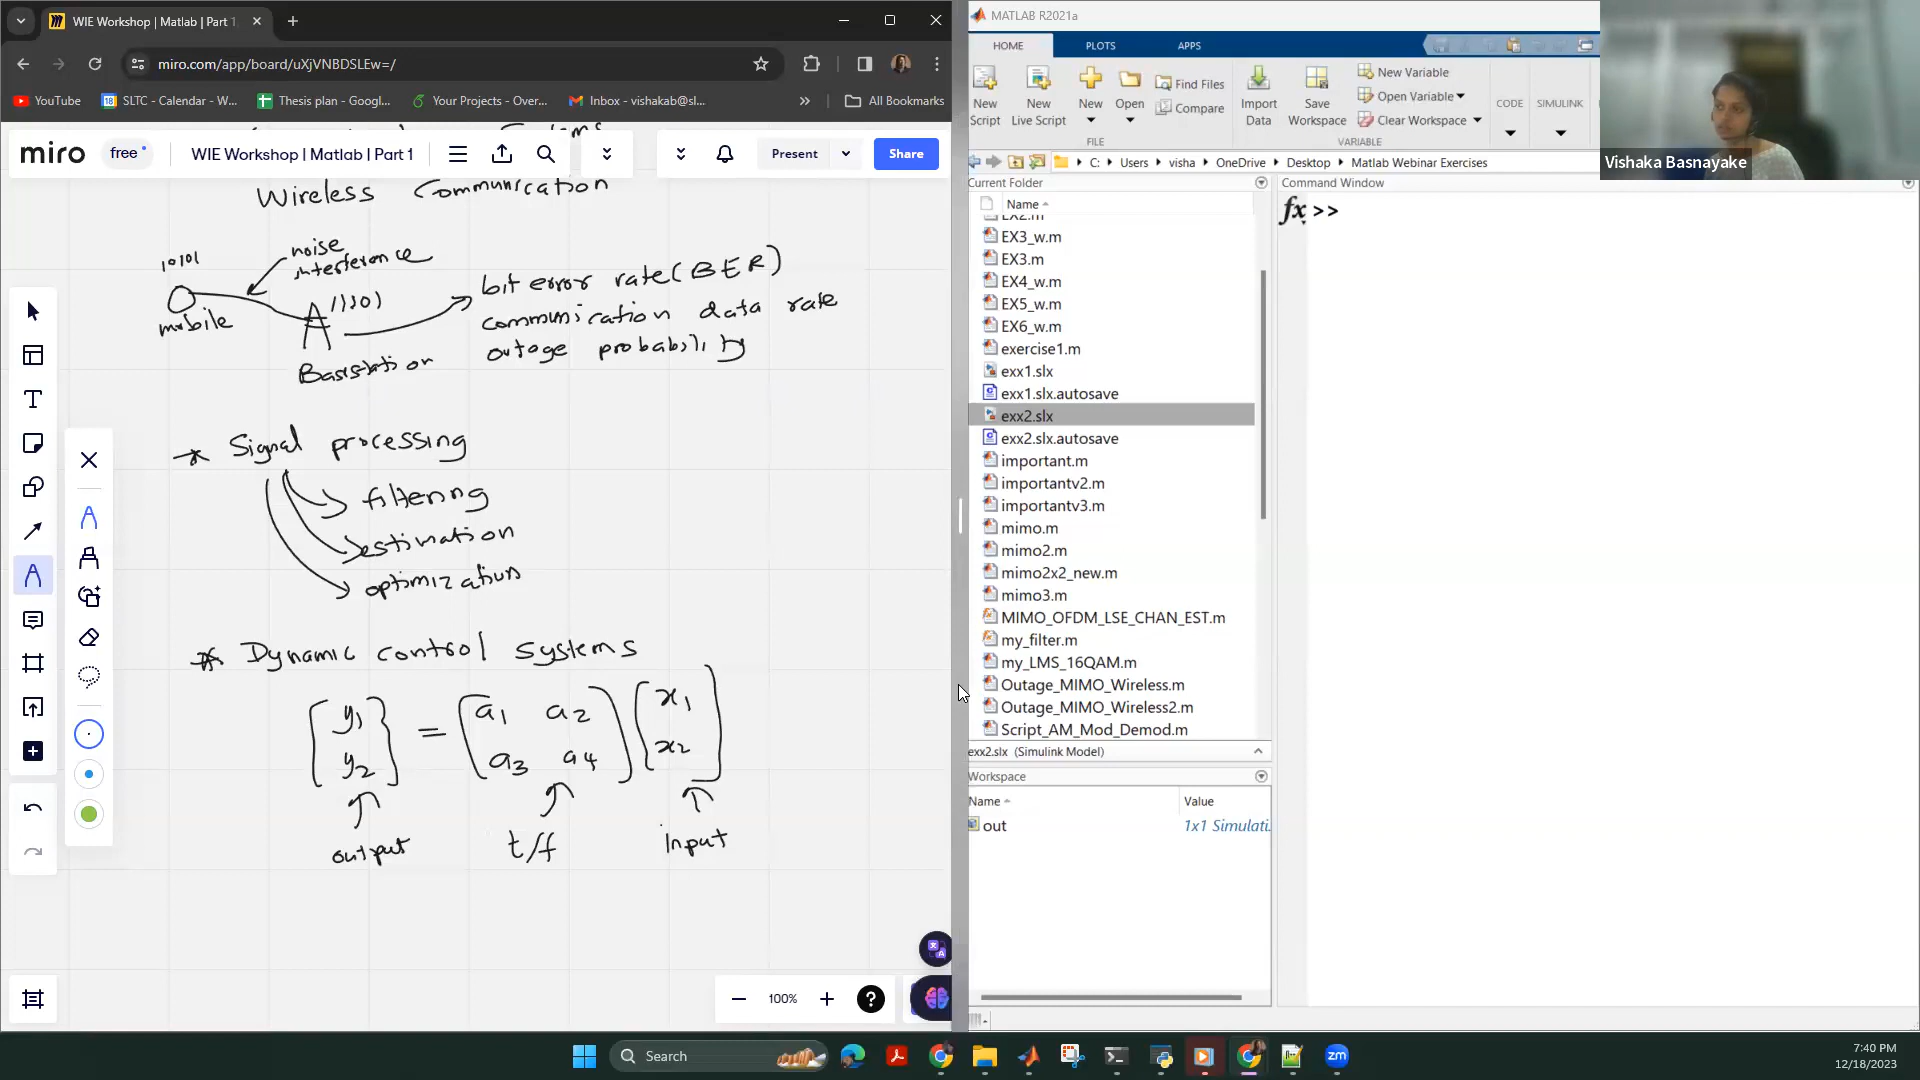 WIE Workshop | Matlab | Part 1
miro.com/app/board/uXjVNBDSLEw=/
YouTube
SLTC - Calendar - W...
Thesis plan - Googl...
Your Projects - Over...
Inbox - vishakab@sl...
All Bookmarks
miro
free
WIE Workshop | Matlab | Part 1
Present
Share
Wireless Communication
10101
noise
interference
mobile
11101
Basestation
bit error rate (BER)
communication data rate
outage probability
* Signal processing
filtering
estimation
optimization
* Dynamic control systems
y1
y2
=
a1 a2
a3 a4
x1
x2
output
t/f
input
100%
?
MATLAB R2021a
HOME
PLOTS
APPS
New Script
New Live Script
New
Open
Find Files
Compare
Import Data
Save Workspace
New Variable
Open Variable
Clear Workspace
CODE
SIMULINK
FILE
VARIABLE
C: Users visha OneDrive Desktop Matlab Webinar Exercises
Current Folder
Name
EX2.m
EX3_w.m
EX3.m
EX4_w.m
EX5_w.m
EX6_w.m
exercise1.m
exx1.slx
exx1.slx.autosave
exx2.slx
exx2.slx.autosave
important.m
importantv2.m
importantv3.m
mimo.m
mimo2.m
mimo2x2_new.m
mimo3.m
MIMO_OFDM_LSE_CHAN_EST.m
my_filter.m
my_LMS_16QAM.m
Outage_MIMO_Wireless.m
Outage_MIMO_Wireless2.m
Script_AM_Mod_Demod.m
exx2.slx (Simulink Model)
Workspace
Name
Value
out
1x1 Simulati...
Command Window
fx >>
Vishaka Basnayake
Search
7:40 PM
12/18/2023